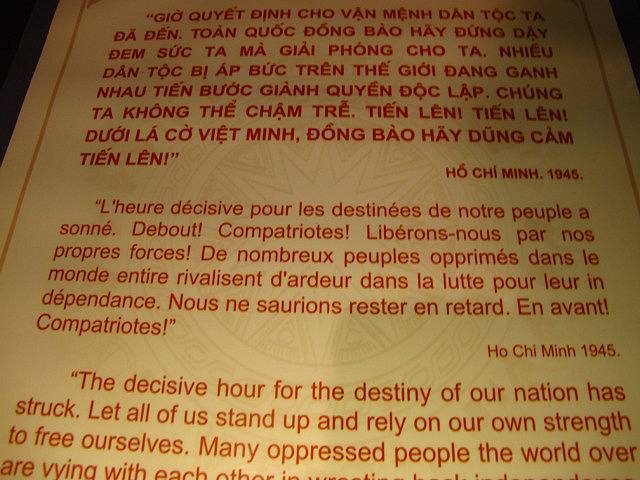 "GIỜ QUYẾT ĐỊNH CHO VẬN MỆNH DÂN TỘC TA
ĐÃ ĐẾN. TOÀN QUỐC ĐỒNG BÀO HÃY ĐỨNG DẬY
ĐEM SỨC TA MÀ GIẢI PHÓNG CHO TA. NHIỀU
DÂN TỘC BỊ ÁP BỨC TRÊN THẾ GIỚI ĐANG GANH
NHAU TIẾN BƯỚC GIÀNH QUYỀN ĐỘC LẬP. CHÚNG
TA KHÔNG THỂ CHẬM TRỄ. TIẾN LÊN! TIẾN LÊN!
DƯỚI LÁ CỜ VIỆT MINH, ĐỒNG BÀO HÃY DŨNG CẢM
TIẾN LÊN!"
HỒ CHÍ MINH. 1945.
"L'heure décisive pour les destinées de notre peuple a
sonné. Debout! Compatriotes! Libérons-nous par nos
propres forces! De nombreux peuples opprimés dans le
monde entire rivalisent d'ardeur dans la lutte pour leur in
dépendance. Nous ne saurions rester en retard. En avant!
Compatriotes!"
Ho Chi Minh 1945.
"The decisive hour for the destiny of our nation has
struck. Let all of us stand up and rely on our own strength
to free ourselves. Many oppressed people the world over
are vying with each other in wresting back independence